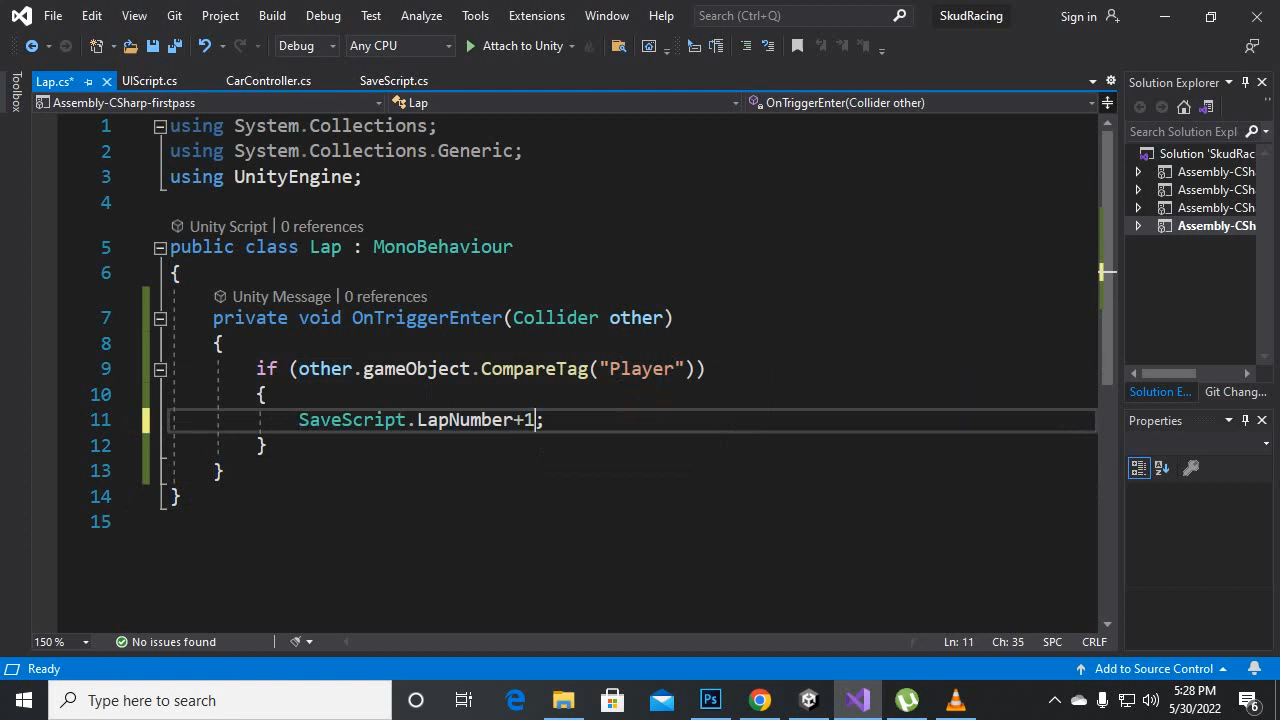 File Edit View Git Project Build Debug Test Analyze Tools Extensions Window Help Search (Ctrl+Q) SkudRacing Sign in
Debug Any CPU Attach to Unity
Toolbox
Lap.cs* UIScript.cs CarController.cs SaveScript.cs
Assembly-CSharp-firstpass Lap OnTriggerEnter(Collider other)
1 using System.Collections;
2 using System.Collections.Generic;
3 using UnityEngine;
4
Unity Script | 0 references
5 public class Lap : MonoBehaviour
6 {
Unity Message | 0 references
7 private void OnTriggerEnter(Collider other)
8 {
9 if (other.gameObject.CompareTag("Player"))
10 {
11 SaveScript.LapNumber+1;
12 }
13 }
14 }
15
150 % No issues found Ln: 11 Ch: 35 SPC CRLF
Solution Explorer
Search Solution Expl
Solution 'SkudRac
Assembly-CSha
Assembly-CSha
Assembly-CSha
Assembly-CSh
Solution E... Git Chang...
Properties
Ready Add to Source Control
Type here to search
Ps
5:28 PM
5/30/2022
6